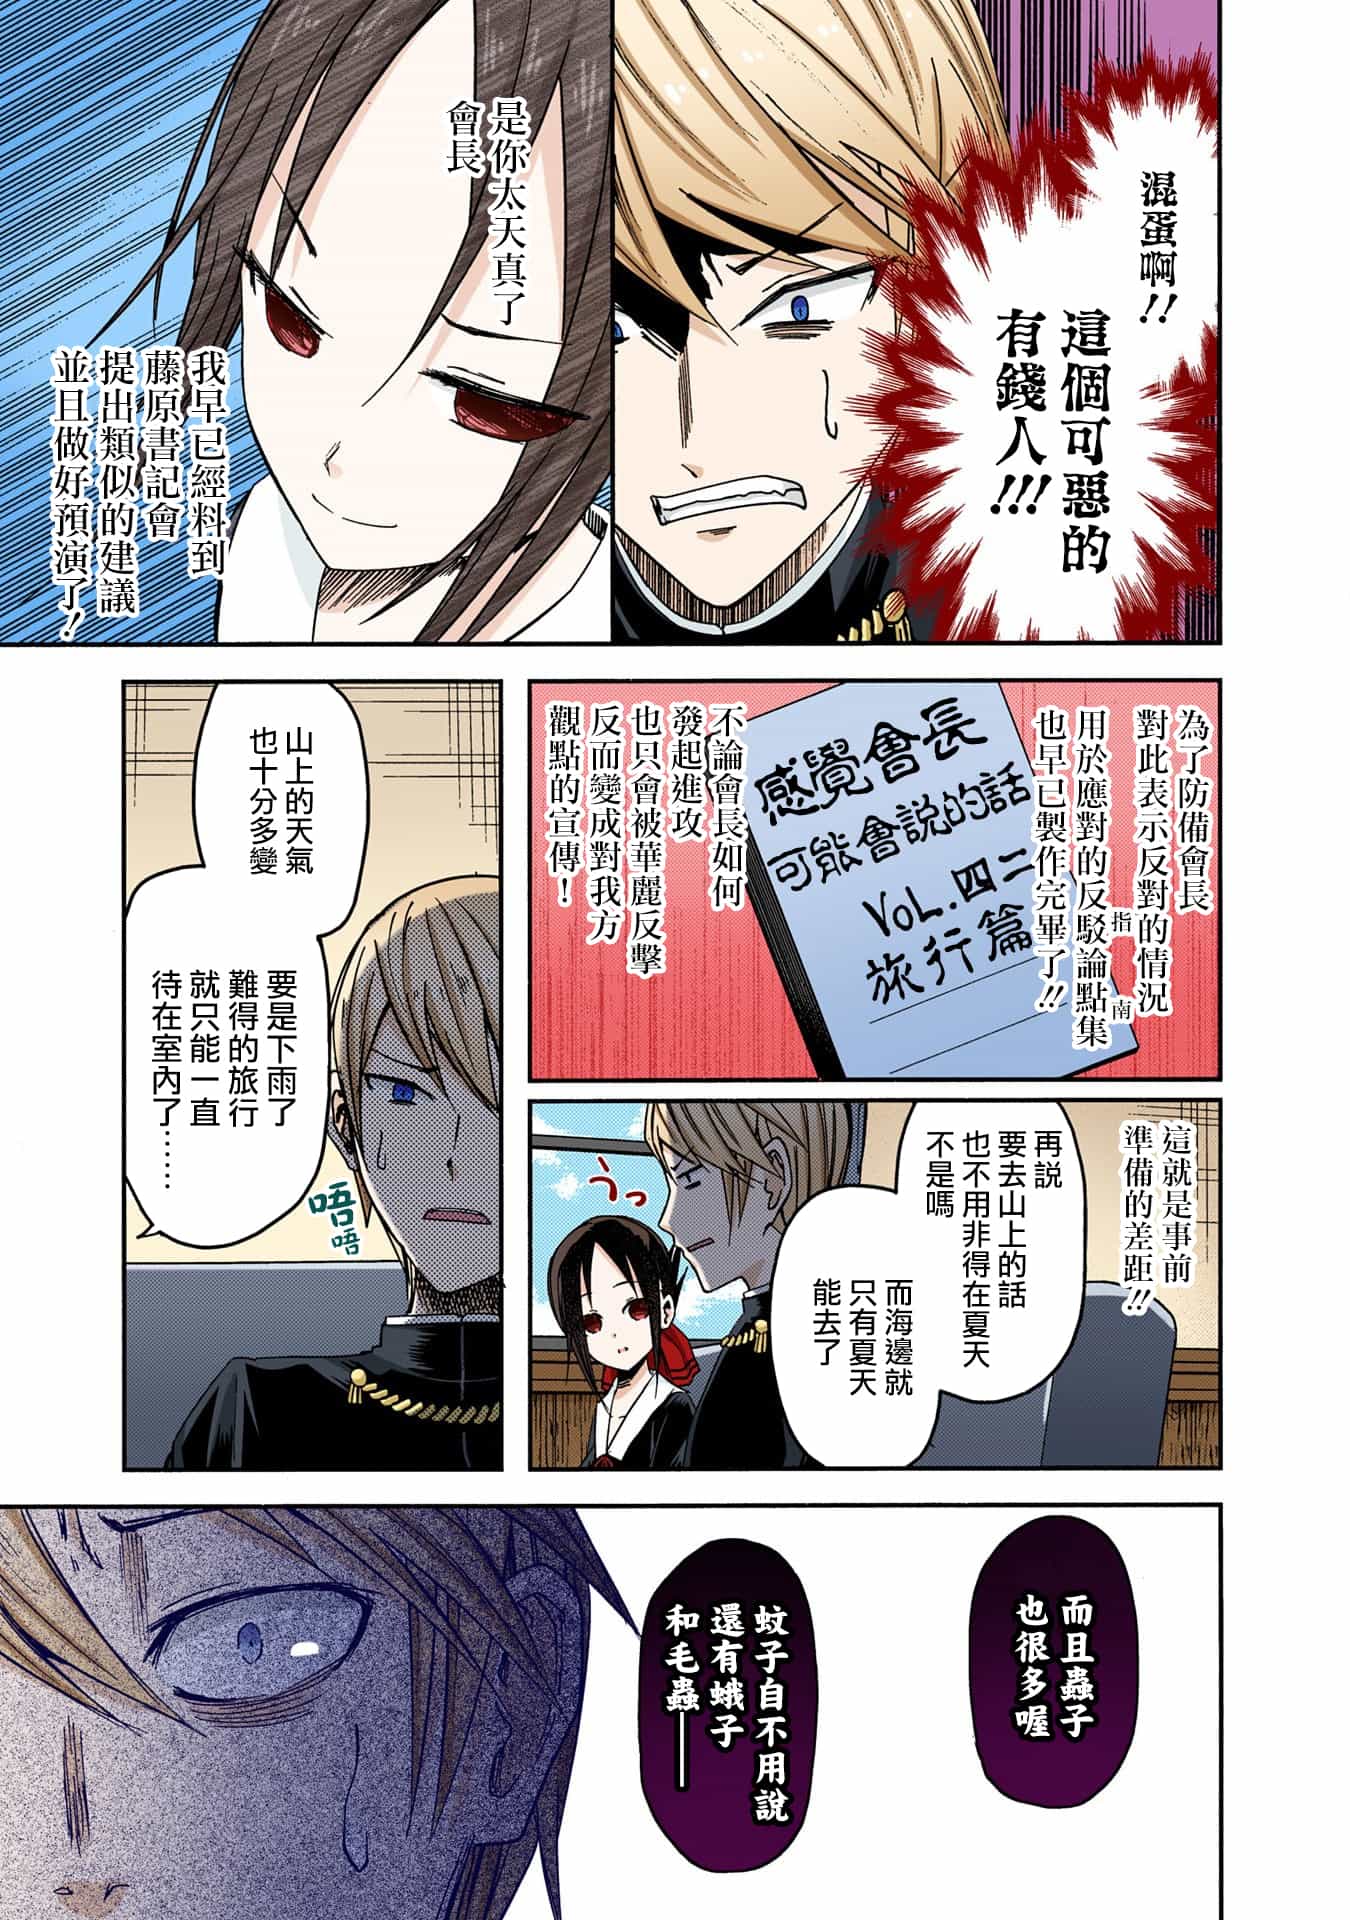 混蛋啊!!
這個可惡的
有錢人!!!
是你太天真了
會長
我早已經料到
藤原書記會
提出類似的建議
並且做好預演了!
為了防備會長
對此表示反對的情況
用於應對的反駁論點集
指南
也早已製作完畢了!!
感覺會長
可能會說的話
VOL.四二
旅行篇
不論會長如何
發起進攻
也只會被華麗反擊
反而變成對我方
觀點的宣傳!
這就是事前
準備的差距!!
再說
要去山上的話
也不用非得在夏天
不是嗎
而海邊就
只有夏天
能去了
うっ
山上的天氣
也十分多變
要是下雨了
難得的旅行
就只能一直
待在室內了……
唔
唔
而且蟲子
也很多喔
蚊子自不用說
還有蛾子
和毛蟲——